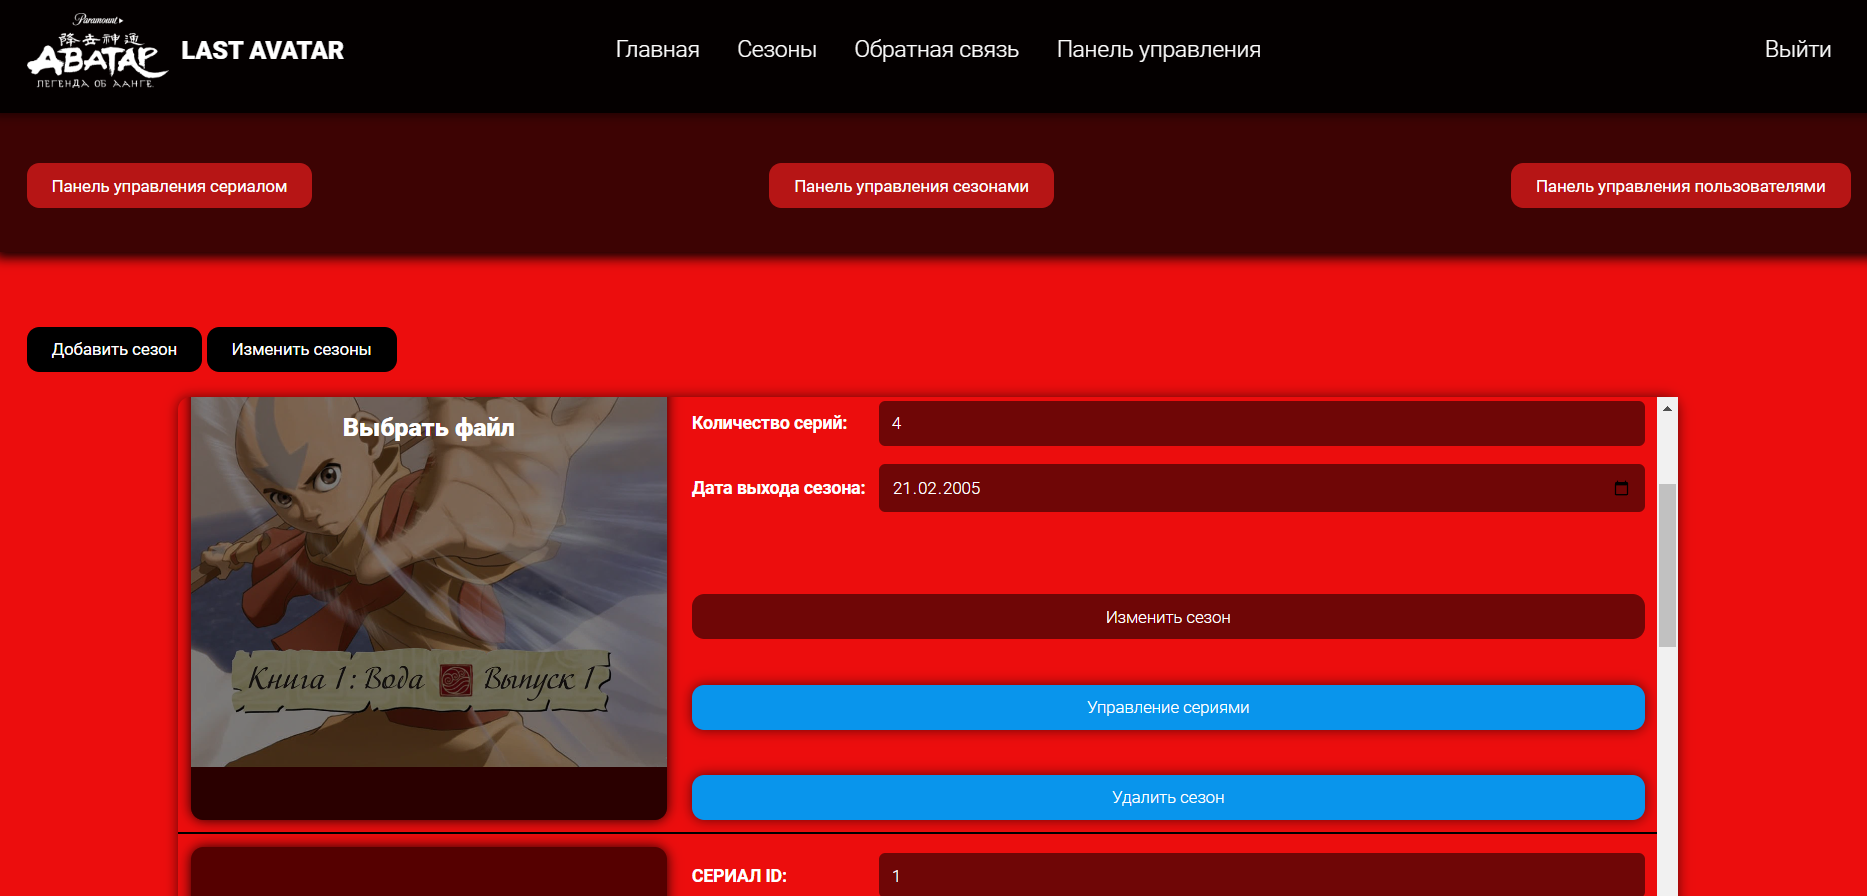 Paramount
降去神通
АВАТАР
ЛЕГЕНДА ОБ ААНГЕ
LAST AVATAR
Главная Сезоны Обратная связь Панель управления
Выйти
Панель управления сериалом
Панель управления сезонами
Панель управления пользователями
Добавить сезон
Изменить сезоны
Выбрать файл
Книга 1: Вода Выпуск 1
Количество серий: 4
Дата выхода сезона: 21.02.2005
Изменить сезон
Управление сериями
Удалить сезон
СЕРИАЛ ID: 1